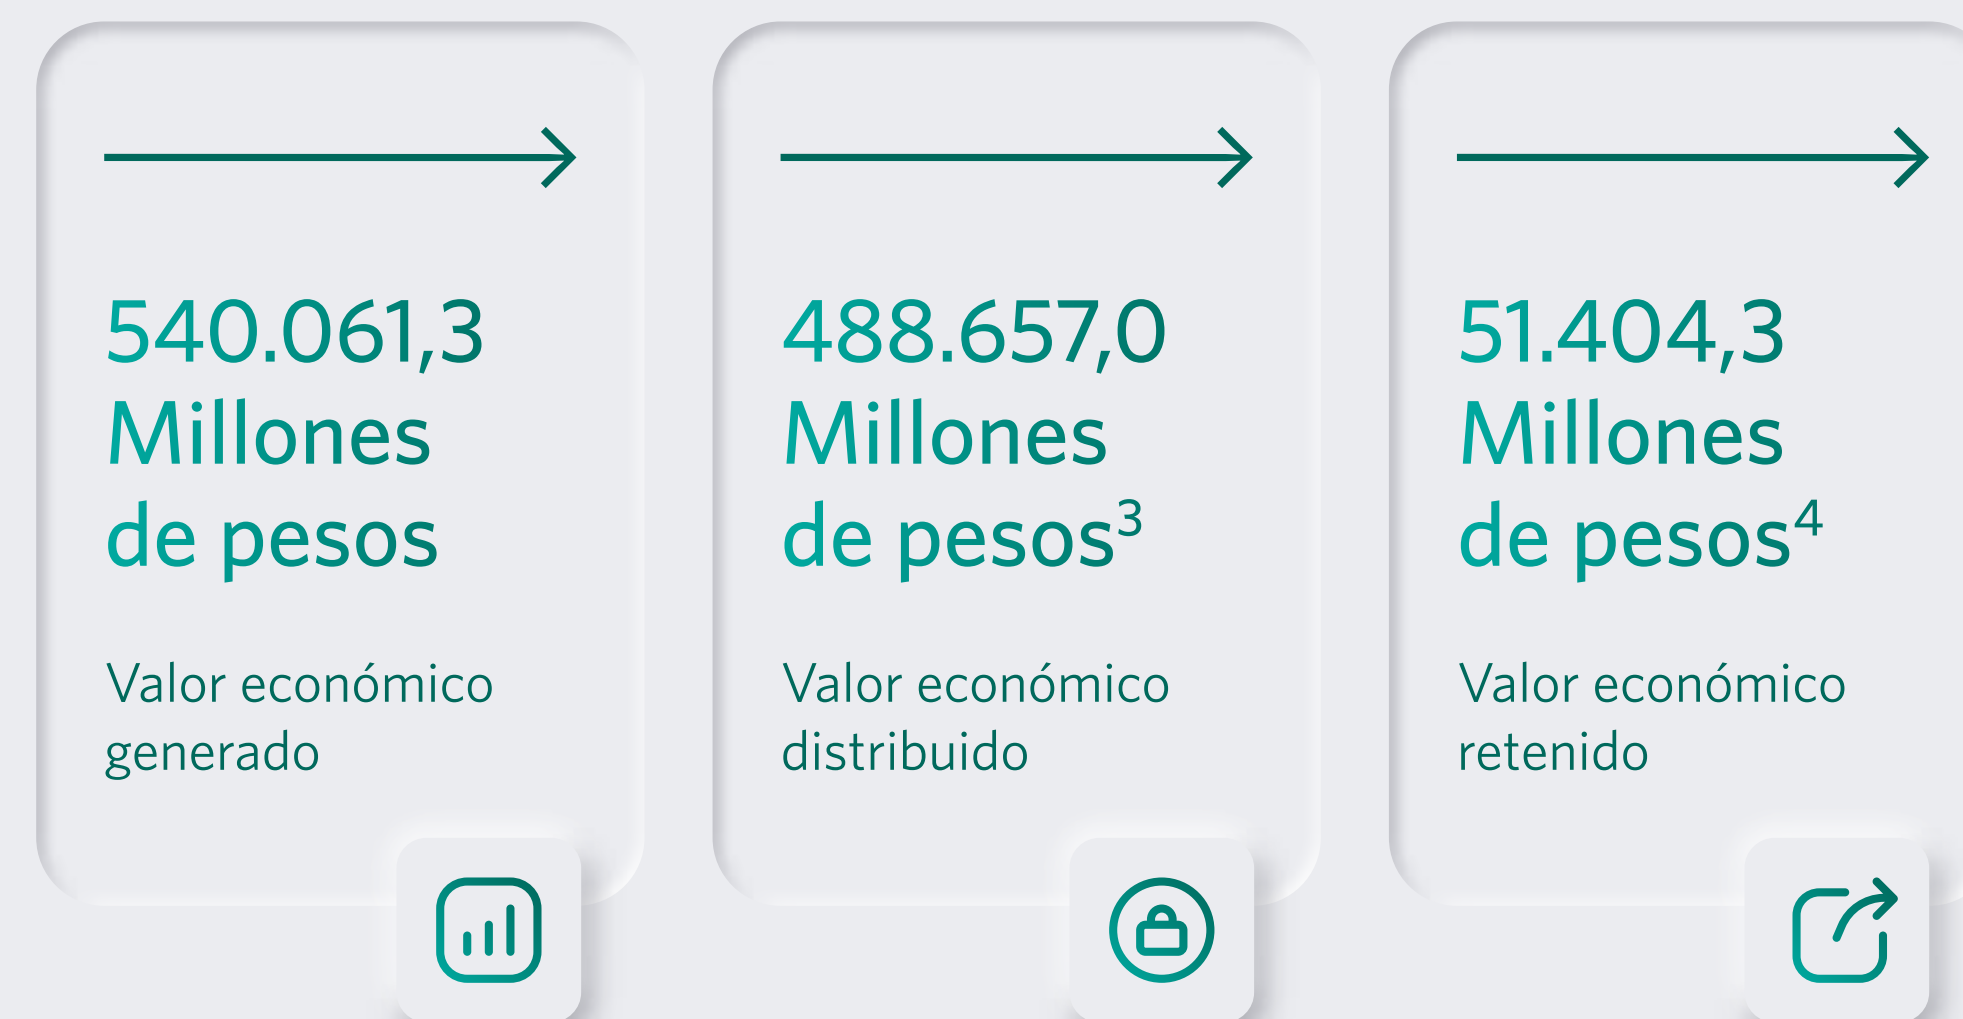 540.061,3
Millones
de pesos
Valor económico
generado
488.657,0
Millones
de pesos³
Valor económico
distribuido
51.404,3
Millones
de pesos⁴
Valor económico
retenido